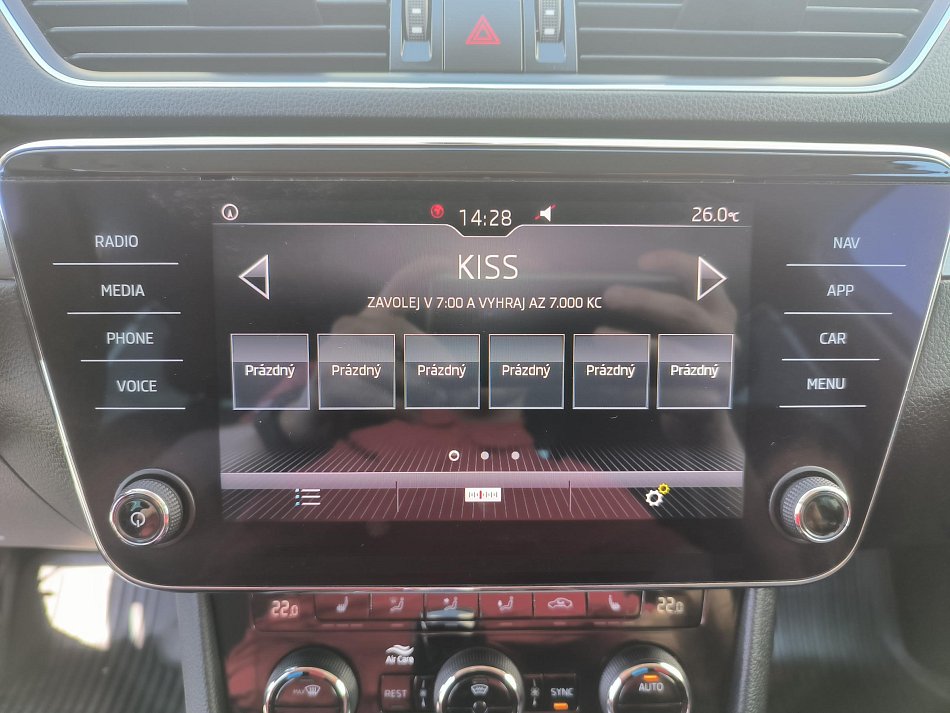 14:28
26.0°C
RADIO
MEDIA
PHONE
VOICE
KISS
ZAVOLEJ V 7:00 A VYHRAJ AZ 7.000 KC
Prázdný Prázdný Prázdný Prázdný Prázdný Prázdný
NAV
APP
CAR
MENU
22.0
22.0
Air Care
MAX
REST
SYNC
AUTO